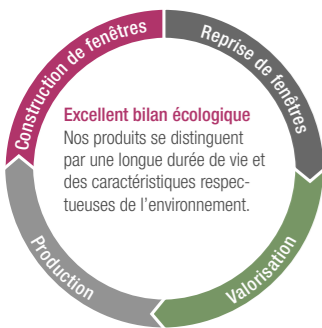 Construction de fenêtres
Reprise de fenêtres
Excellent bilan écologique
Nos produits se distinguent
par une longue durée de vie et
des caractéristiques respec-
tueuses de l'environnement.
Production
Valorisation